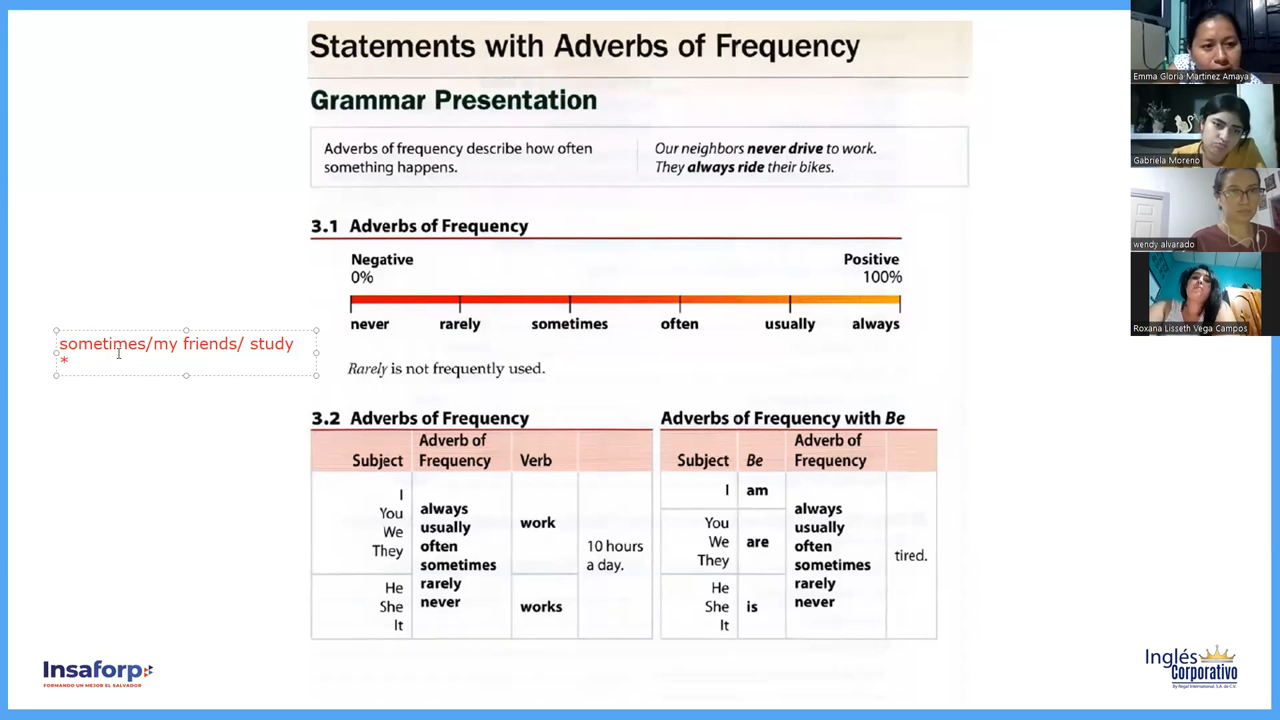 Statements with Adverbs of Frequency
Grammar Presentation
Adverbs of frequency describe how often
something happens.
Our neighbors never drive to work.
They always ride their bikes.
3.1 Adverbs of Frequency
Negative
0%
Positive
100%
never rarely sometimes often usually always
sometimes/my friends/ study
*
Rarely is not frequently used.
3.2 Adverbs of Frequency
Subject Adverb of Frequency Verb
I
You
We
They
He
She
It
always
usually
often
sometimes
rarely
never
work
works
10 hours
a day.
Adverbs of Frequency with Be
Subject Be Adverb of Frequency
I
You
We
They
He
She
It
am
are
is
always
usually
often
sometimes
rarely
never
tired.
Emma Gloria Martinez Amaya
Gabriela Moreno
wendy alvarado
Roxana Lisseth Vega Campos
Insaforp
FORMANDO UN MEJOR EL SALVADOR
Inglés
Corporativo
By Regal International, S.A. de C.V.